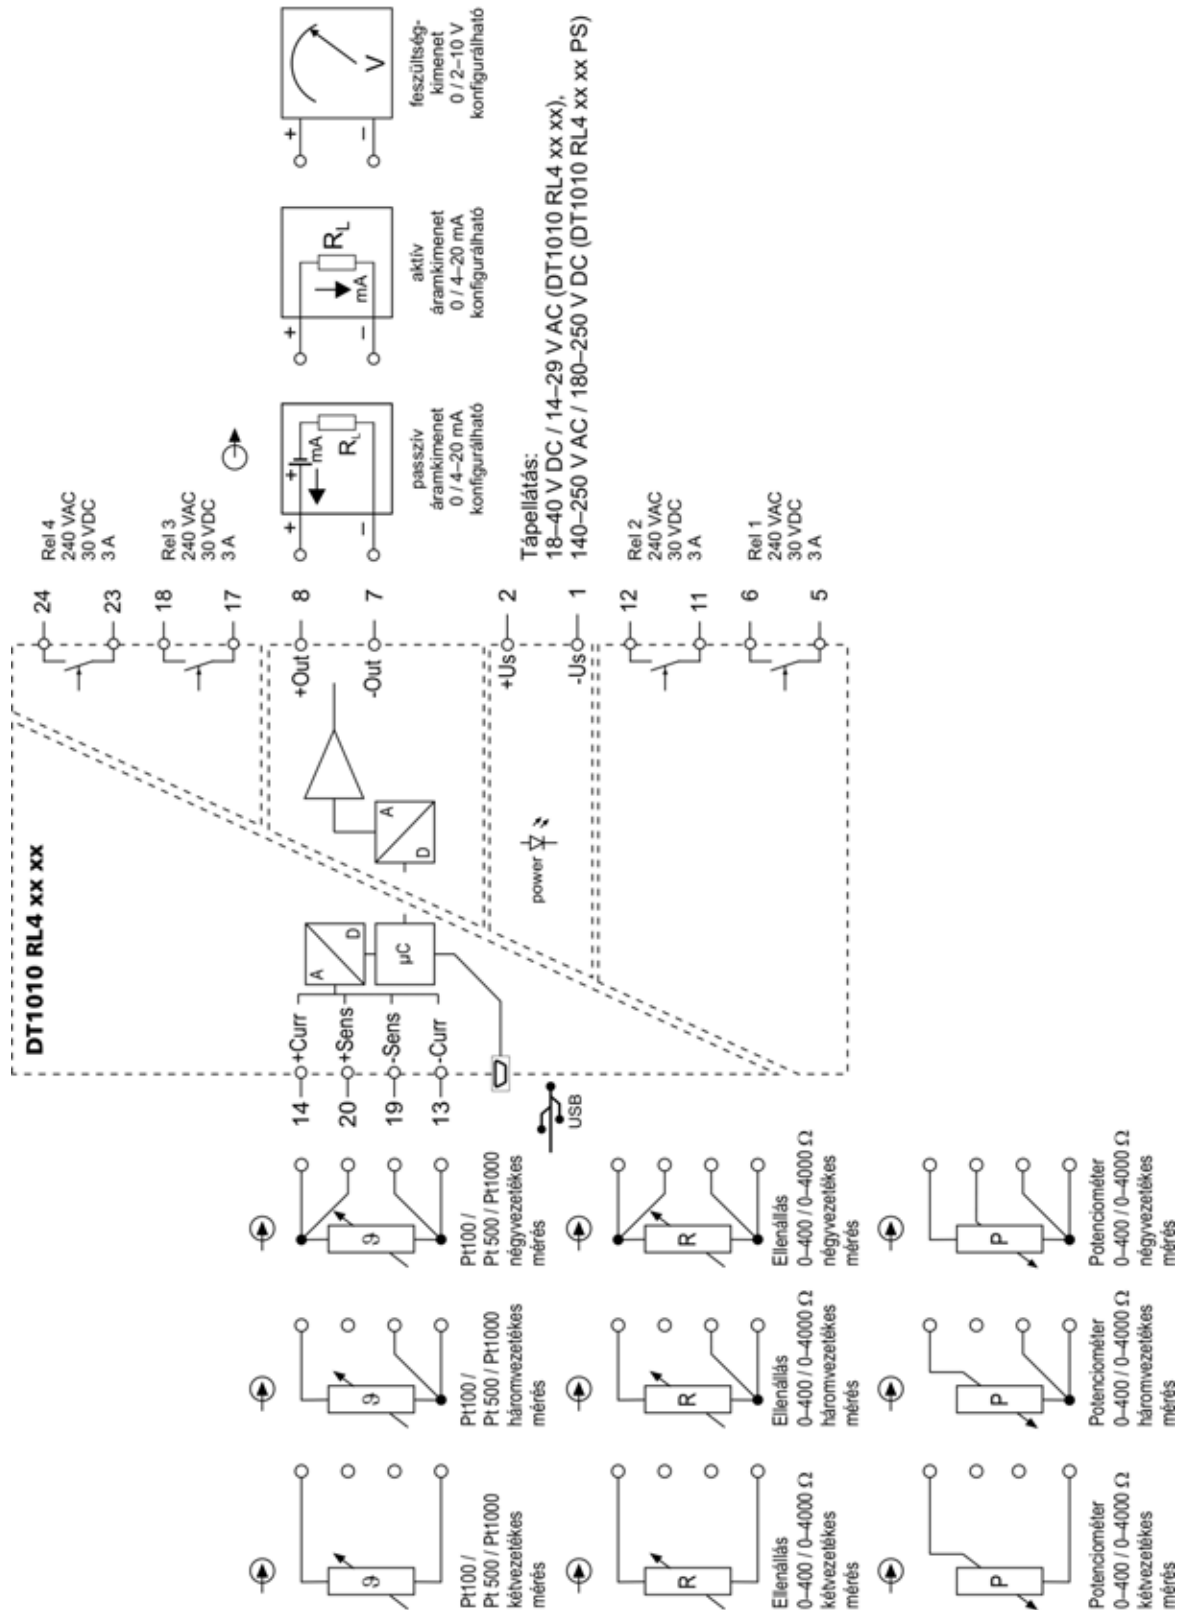 DT1010 RL4 xx xx
Pt100 /
Pt 500 / Pt1000
kétvezetékes
mérés
Pt100 /
Pt 500 / Pt1000
háromvezetékes
mérés
Pt100 /
Pt 500 / Pt1000
négyvezetékes
mérés
ϑ
ϑ
ϑ
Ellenállás
0–400 / 0–4000 Ω
kétvezetékes
mérés
Ellenállás
0–400 / 0–4000 Ω
háromvezetékes
mérés
Ellenállás
0–400 / 0–4000 Ω
négyvezetékes
mérés
R
R
R
Potenciométer
0–400 / 0–4000 Ω
kétvezetékes
mérés
Potenciométer
0–400 / 0–4000 Ω
háromvezetékes
mérés
Potenciométer
0–400 / 0–4000 Ω
négyvezetékes
mérés
P
P
P
14 +Curr
20 +Sens
19 -Sens
13 -Curr
USB
A
D
µC
A
D
power
+Out 8
-Out 7
+Us 2
-Us 1
24
23
18
17
12
11
6
5
Rel 4
240 VAC
30 VDC
3 A
Rel 3
240 VAC
30 VDC
3 A
+
–
+
mA
RL
passzív
áramkimenet
0 / 4–20 mA
konfigurálható
+
–
mA
RL
aktív
áramkimenet
0 / 4–20 mA
konfigurálható
+
–
V
feszültség-
kimenet
0 / 2–10 V
konfigurálható
Tápellátás:
18–40 V DC / 14–29 V AC (DT1010 RL4 xx xx),
140–250 V AC / 180–250 V DC (DT1010 RL4 xx xx PS)
Rel 2
240 VAC
30 VDC
3 A
Rel 1
240 VAC
30 VDC
3 A